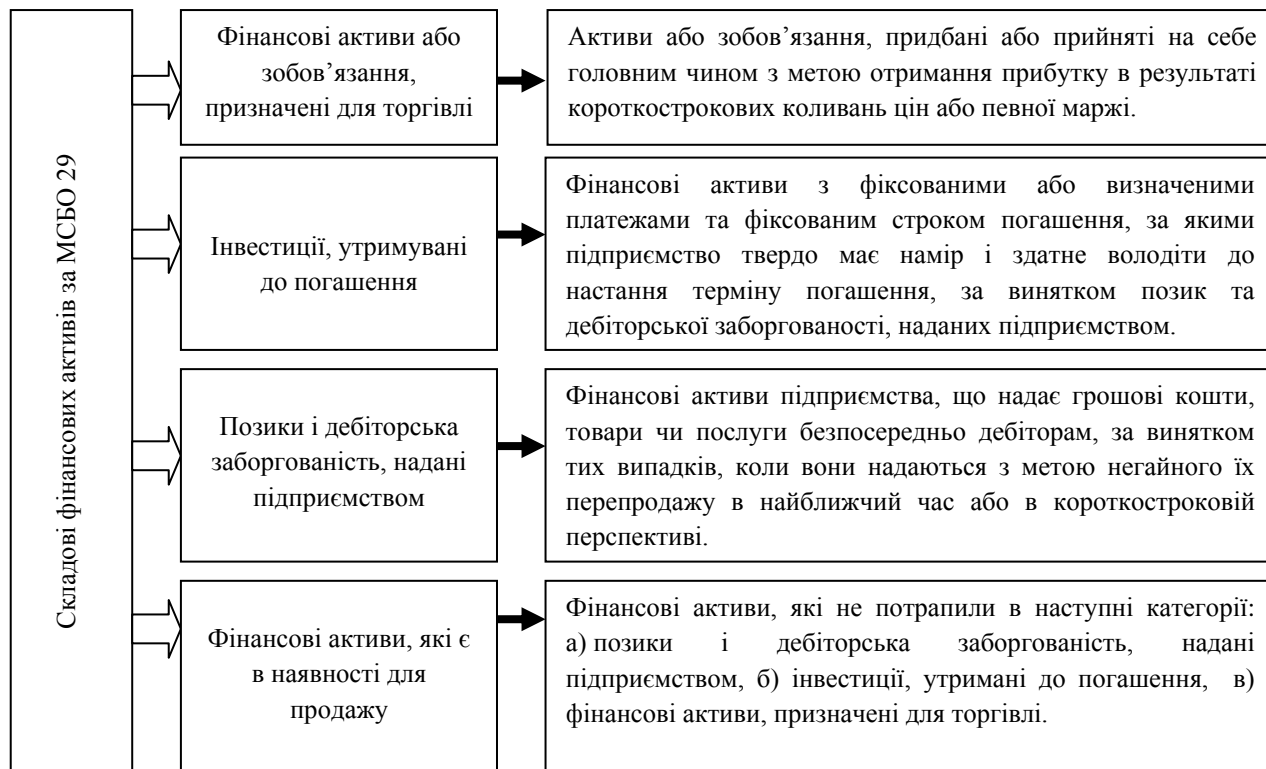 Складові фінансових активів за МСБО 29
Фінансові активи або
зобов’язання,
призначені для торгівлі
Активи або зобов’язання, придбані або прийняті на себе
головним чином з метою отримання прибутку в результаті
короткострокових коливань цін або певної маржі.
Інвестиції, утримувані
до погашення
Фінансові активи з фіксованими або визначеними
платежами та фіксованим строком погашення, за якими
підприємство твердо має намір і здатне володіти до
настання терміну погашення, за винятком позик та
дебіторської заборгованості, наданих підприємством.
Позики і дебіторська
заборгованість, надані
підприємством
Фінансові активи підприємства, що надає грошові кошти,
товари чи послуги безпосередньо дебіторам, за винятком
тих випадків, коли вони надаються з метою негайного їх
перепродажу в найближчий час або в короткостроковій
перспективі.
Фінансові активи, які є
в наявності для
продажу
Фінансові активи, які не потрапили в наступні категорії:
а) позики і дебіторська заборгованість, надані
підприємством, б) інвестиції, утримані до погашення, в)
фінансові активи, призначені для торгівлі.